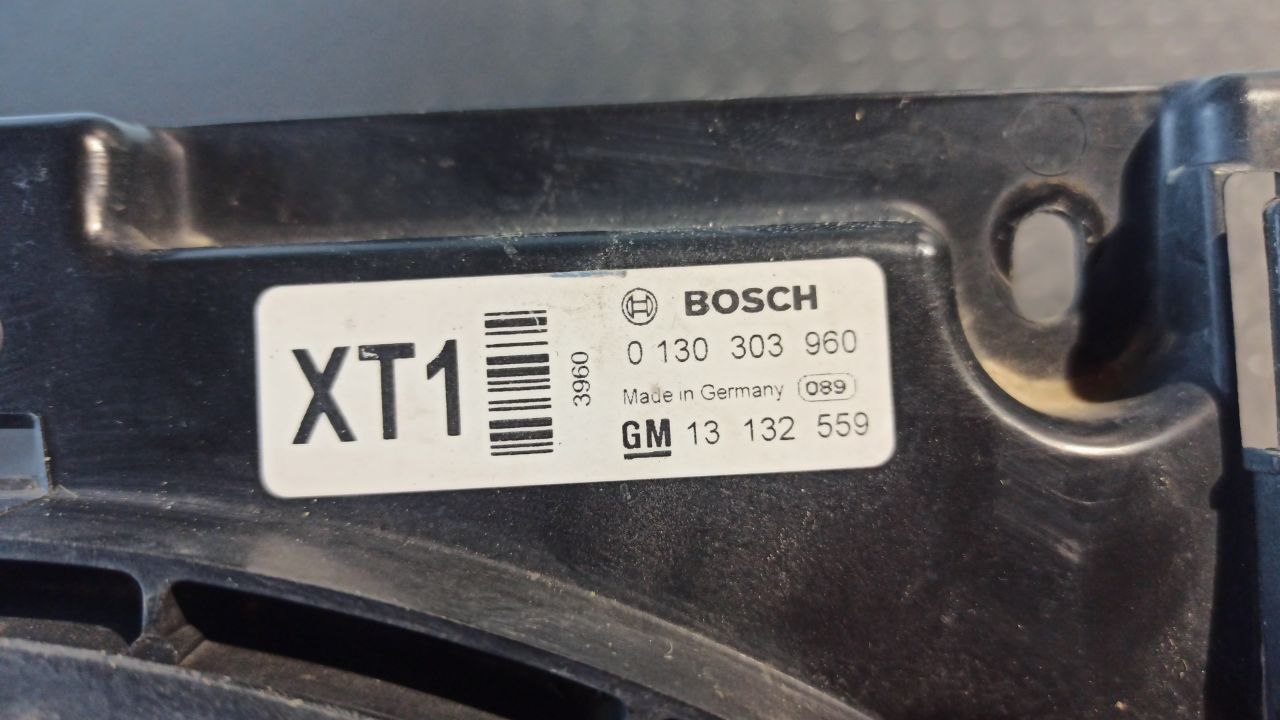 XT1
3960
BOSCH
0 130 303 960
Made in Germany 089
GM 13 132 559